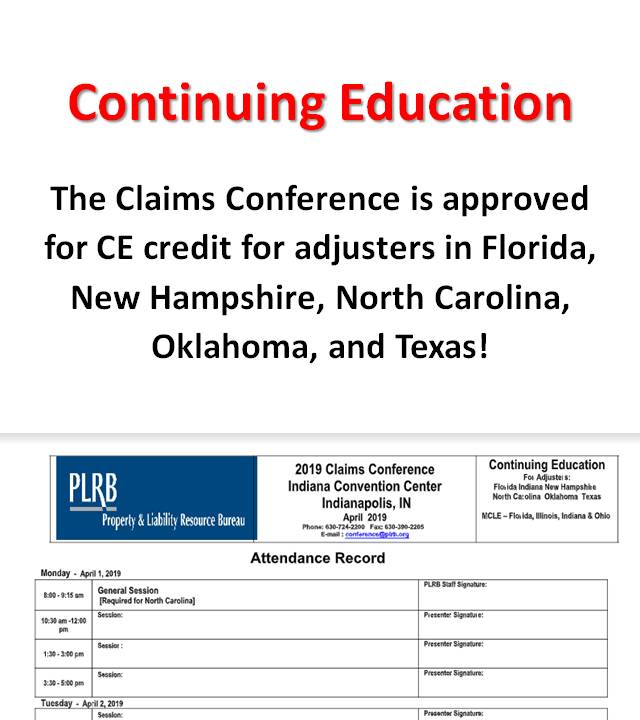 Continuing Education
The Claims Conference is approved
for CE credit for adjusters in Florida,
New Hampshire, North Carolina,
Oklahoma, and Texas!
PLRB
Property & Liability Resource Bureau
2019 Claims Conference
Indiana Convention Center
Indianapolis, IN
April 2019
Phone: 630-724-2200 Fax: 630-390-2205
E-mail : conference@plrb.org
Continuing Education
For Adjusters:
Florida Indiana New Hampshire
North Carolina Oklahoma Texas
MCLE – Florida, Illinois, Indiana & Ohio
Attendance Record
Monday - April 1, 2019
8:00 - 9:15 am
General Session
[Required for North Carolina]
PLRB Staff Signature:
10:30 am -12:00
pm
Session:
Presenter Signature:
1:30 - 3:00 pm
Session :
Presenter Signature:
3:30 - 5:00 pm
Session:
Presenter Signature:
Tuesday - April 2, 2019
Session:
Presenter Signature: